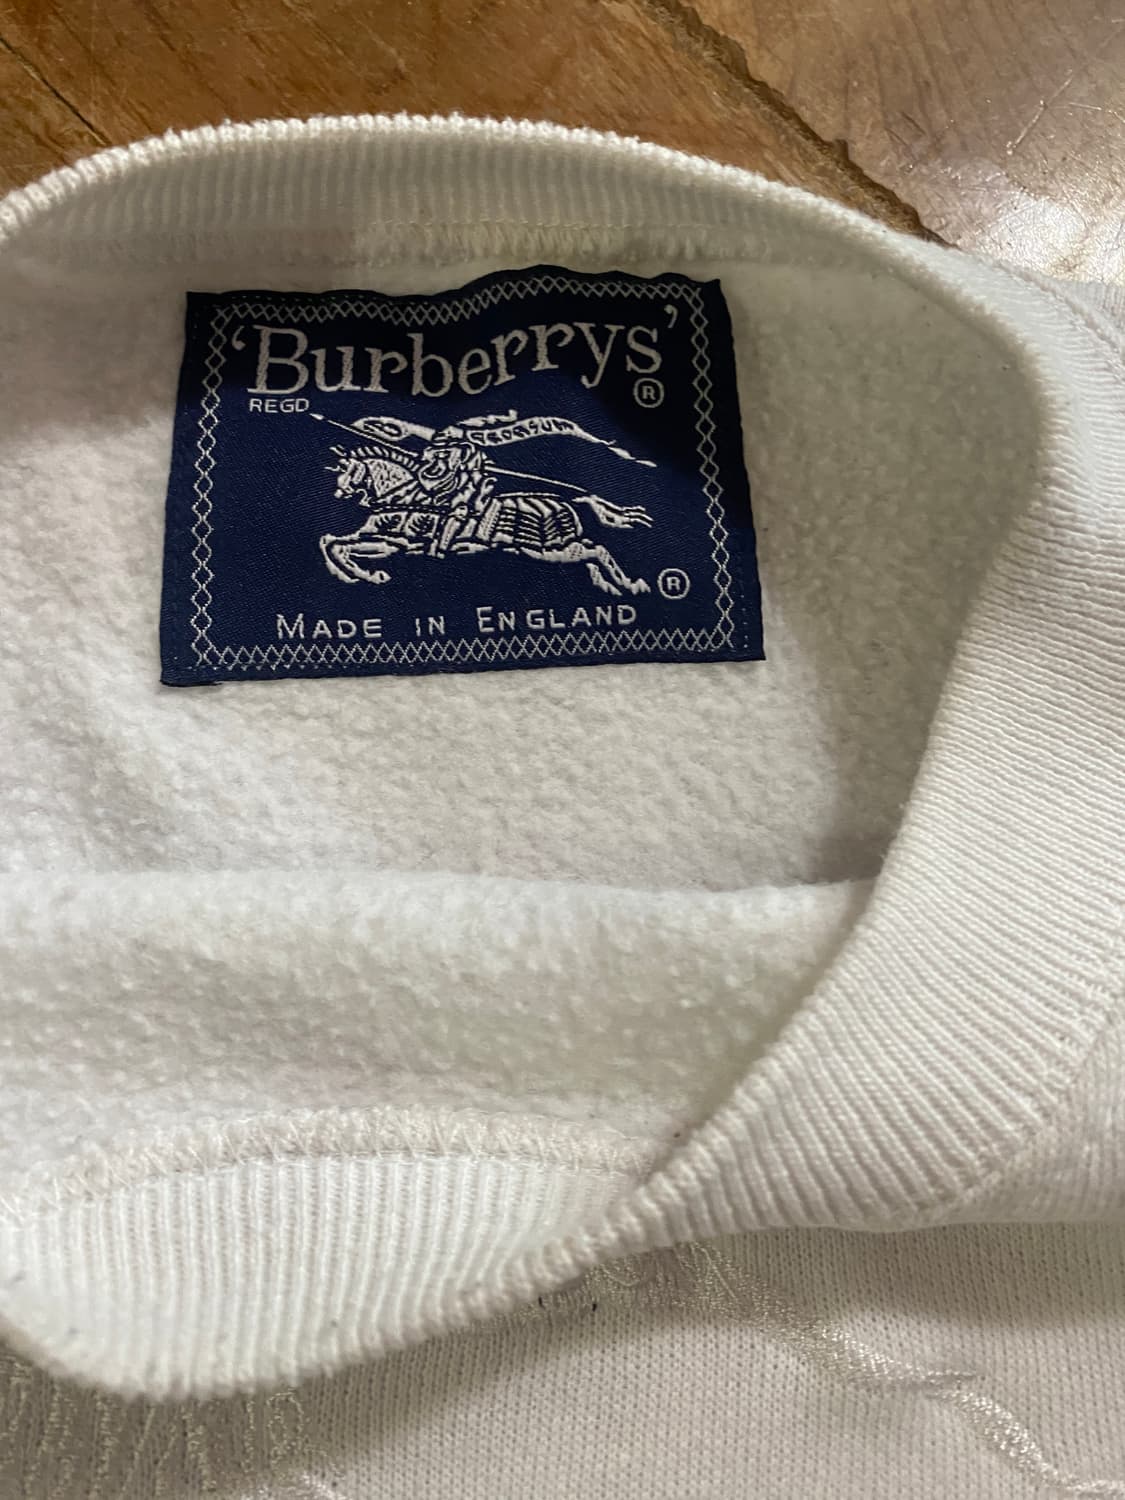 ‘Burberrys’
®
REGD
PRORSUM
®
MADE IN ENGLAND